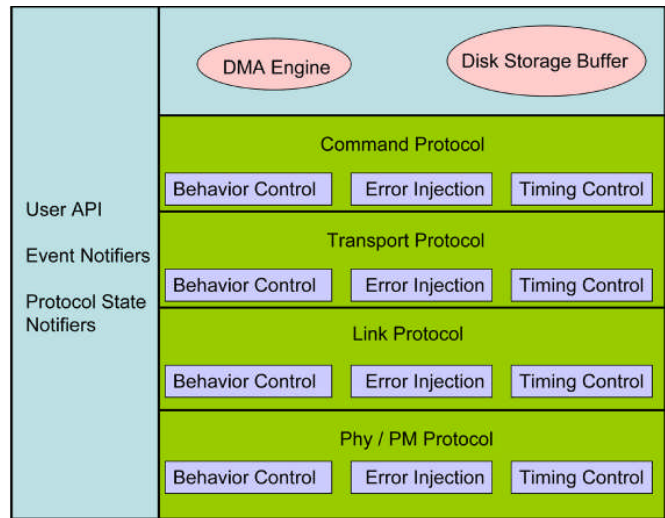 DMA Engine
Disk Storage Buffer
Command Protocol
Behavior Control
Error Injection
Timing Control
User API
Event Notifiers
Protocol State
Notifiers
Transport Protocol
Behavior Control
Error Injection
Timing Control
Link Protocol
Behavior Control
Error Injection
Timing Control
Phy / PM Protocol
Behavior Control
Error Injection
Timing Control